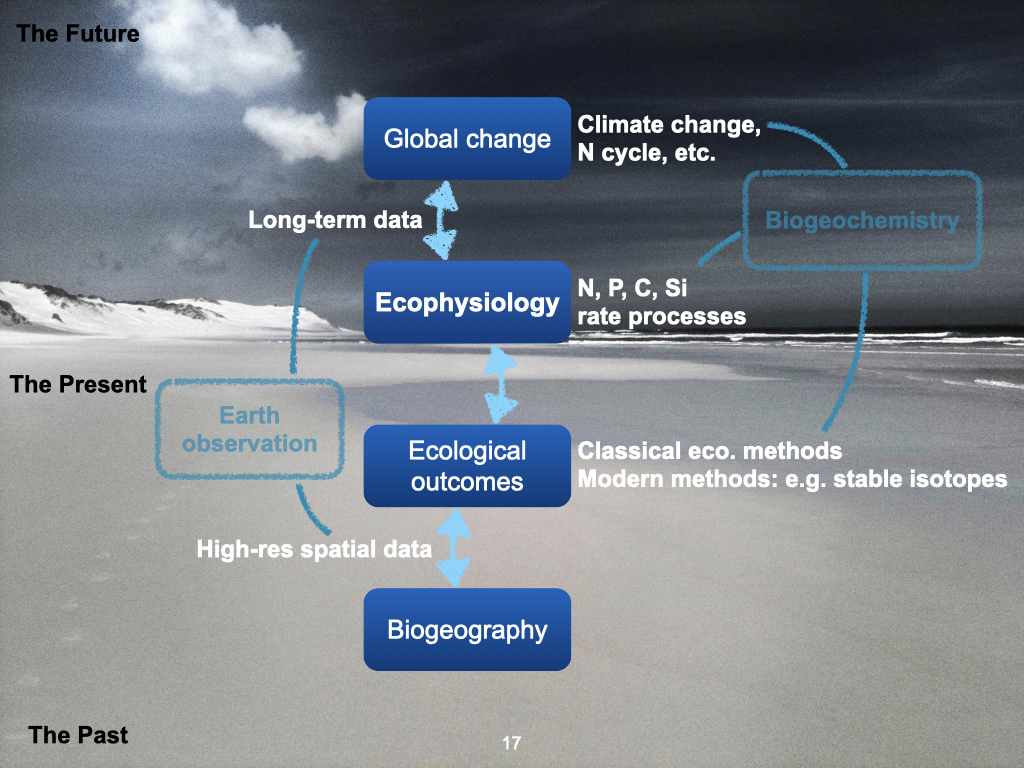 The Future
Global change
Climate change,
N cycle, etc.
Long-term data
Biogeochemistry
Ecophysiology
N, P, C, Si
rate processes
The Present
Earth
observation
Ecological
outcomes
Classical eco. methods
Modern methods: e.g. stable isotopes
High-res spatial data
Biogeography
The Past
17